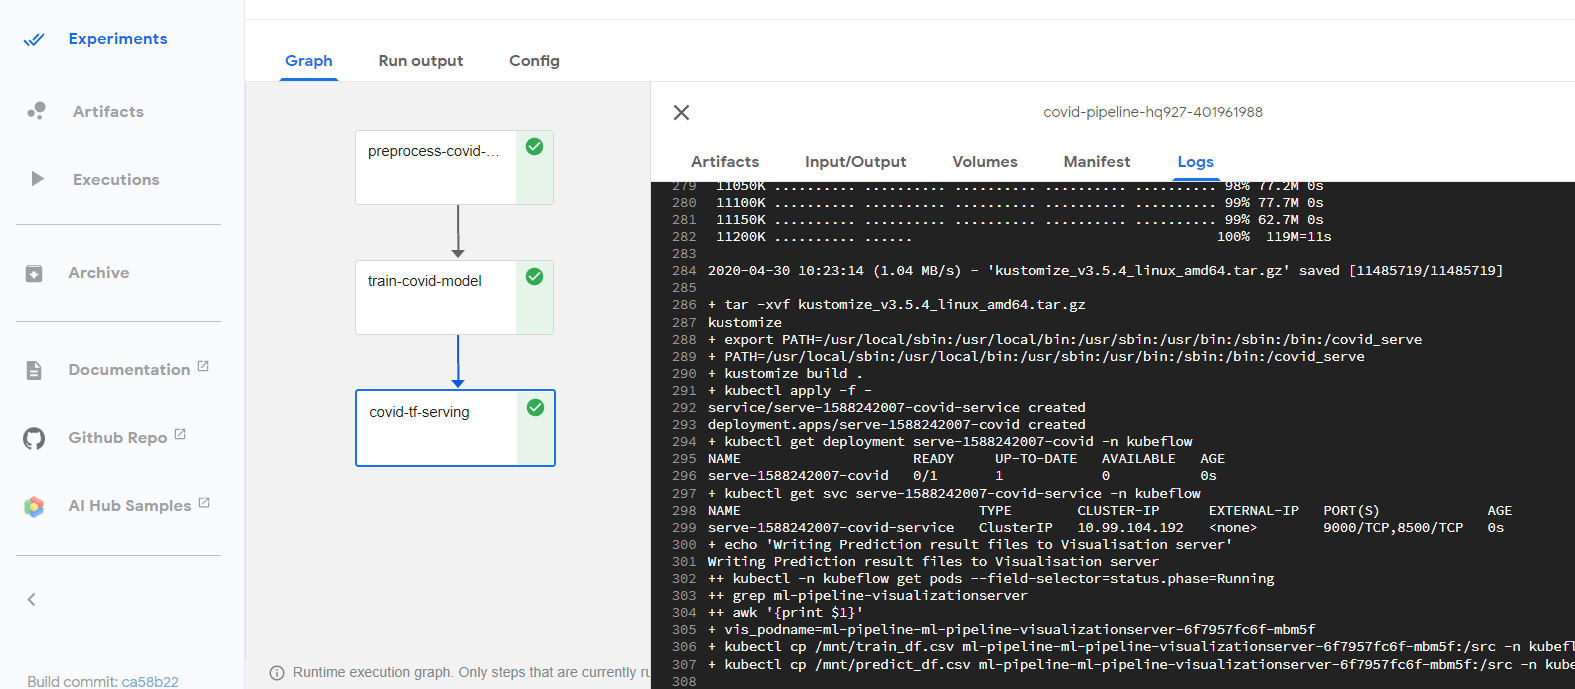 Experiments
Artifacts
Executions
Archive
Documentation
Github Repo
AI Hub Samples
Build commit: ca58b22
Graph Run output Config
preprocess-covid-...
train-covid-model
covid-tf-serving
Runtime execution graph. Only steps that are currently ru
covid-pipeline-hq927-401961988
Artifacts Input/Output Volumes Manifest Logs
279 11050K .......... .......... .......... .......... .......... 98% 77.2M 0s
280 11100K .......... .......... .......... .......... .......... 99% 77.7M 0s
281 11150K .......... .......... .......... .......... .......... 99% 62.7M 0s
282 11200K .......... ...... 100% 119M=11s
283
284 2020-04-30 10:23:14 (1.04 MB/s) - 'kustomize_v3.5.4_linux_amd64.tar.gz' saved [11485719/11485719]
285
286 + tar -xvf kustomize_v3.5.4_linux_amd64.tar.gz
287 kustomize
288 + export PATH=/usr/local/sbin:/usr/local/bin:/usr/sbin:/usr/bin:/sbin:/bin:/covid_serve
289 + PATH=/usr/local/sbin:/usr/local/bin:/usr/sbin:/usr/bin:/sbin:/bin:/covid_serve
290 + kustomize build .
291 + kubectl apply -f -
292 service/serve-1588242007-covid-service created
293 deployment.apps/serve-1588242007-covid created
294 + kubectl get deployment serve-1588242007-covid -n kubeflow
295 NAME READY UP-TO-DATE AVAILABLE AGE
296 serve-1588242007-covid 0/1 1 0 0s
297 + kubectl get svc serve-1588242007-covid-service -n kubeflow
298 NAME TYPE CLUSTER-IP EXTERNAL-IP PORT(S) AGE
299 serve-1588242007-covid-service ClusterIP 10.99.104.192 <none> 9000/TCP,8500/TCP 0s
300 + echo 'Writing Prediction result files to Visualisation server'
301 Writing Prediction result files to Visualisation server
302 ++ kubectl -n kubeflow get pods --field-selector=status.phase=Running
303 ++ grep ml-pipeline-visualizationserver
304 ++ awk '{print $1}'
305 + vis_podname=ml-pipeline-ml-pipeline-visualizationserver-6f7957fc6f-mbm5f
306 + kubectl cp /mnt/train_df.csv ml-pipeline-ml-pipeline-visualizationserver-6f7957fc6f-mbm5f:/src -n kubefl
307 + kubectl cp /mnt/predict_df.csv ml-pipeline-ml-pipeline-visualizationserver-6f7957fc6f-mbm5f:/src -n kube
308